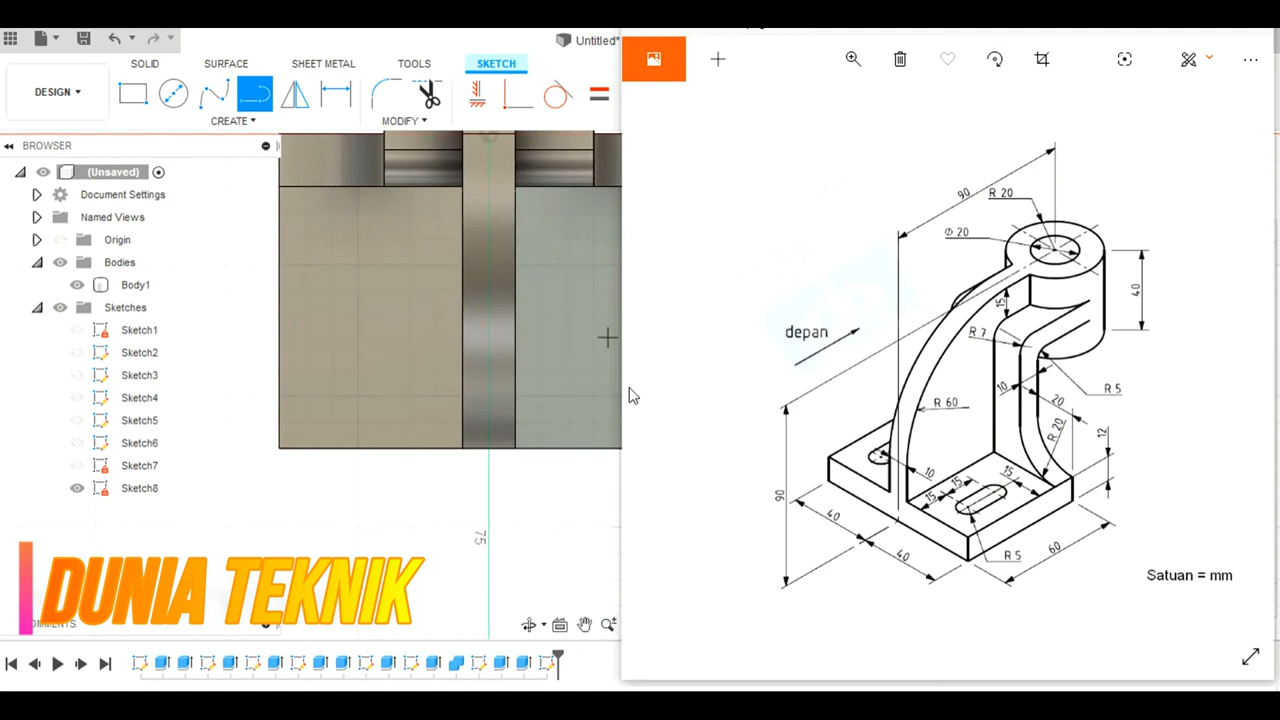 Untitled*
SOLID
SURFACE
SHEET METAL
TOOLS
SKETCH
DESIGN
CREATE
MODIFY
BROWSER
(Unsaved)
Document Settings
Named Views
Origin
Bodies
Body1
Sketches
Sketch1
Sketch2
Sketch3
Sketch4
Sketch5
Sketch6
Sketch7
Sketch8
75
DUNIA TEKNIK
90
R 20
Φ 20
40
15
depan
R 7
10
R 5
20
R 60
R 20
12
10
15
15
15
90
40
40
R 5
60
Satuan = mm